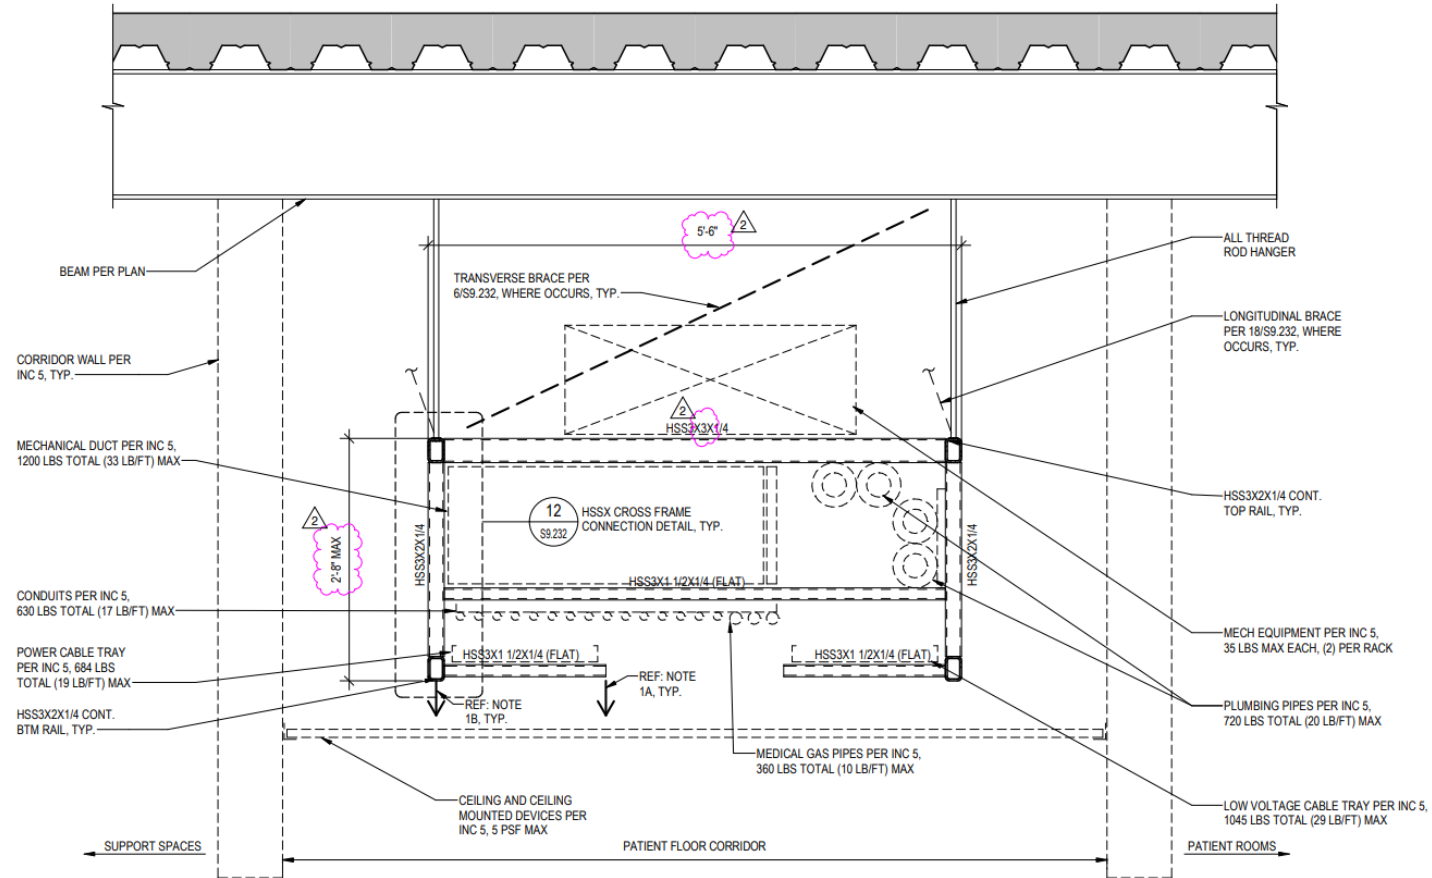 2
5'-6"
ALL THREAD
ROD HANGER
BEAM PER PLAN
TRANSVERSE BRACE PER
6/S9.232, WHERE OCCURS, TYP.
LONGITUDINAL BRACE
PER 18/S9.232, WHERE
OCCURS, TYP.
CORRIDOR WALL PER
INC 5, TYP.
2
HSS3X3X1/4
MECHANICAL DUCT PER INC 5,
1200 LBS TOTAL (33 LB/FT) MAX
HSS3X2X1/4 CONT.
TOP RAIL, TYP.
12
S9.232
HSSX CROSS FRAME
CONNECTION DETAIL, TYP.
2
2'-8" MAX
HSS3X2X1/4
HSS3X2X1/4
HSS3X1 1/2X1/4 (FLAT)
CONDUITS PER INC 5,
630 LBS TOTAL (17 LB/FT) MAX
MECH EQUIPMENT PER INC 5,
35 LBS MAX EACH, (2) PER RACK
POWER CABLE TRAY
PER INC 5, 684 LBS
TOTAL (19 LB/FT) MAX
HSS3X1 1/2X1/4 (FLAT)
HSS3X1 1/2X1/4 (FLAT)
REF: NOTE
1A, TYP.
REF: NOTE
1B, TYP.
HSS3X2X1/4 CONT.
BTM RAIL, TYP.
PLUMBING PIPES PER INC 5,
720 LBS TOTAL (20 LB/FT) MAX
MEDICAL GAS PIPES PER INC 5,
360 LBS TOTAL (10 LB/FT) MAX
CEILING AND CEILING
MOUNTED DEVICES PER
INC 5, 5 PSF MAX
LOW VOLTAGE CABLE TRAY PER INC 5,
1045 LBS TOTAL (29 LB/FT) MAX
SUPPORT SPACES
PATIENT FLOOR CORRIDOR
PATIENT ROOMS